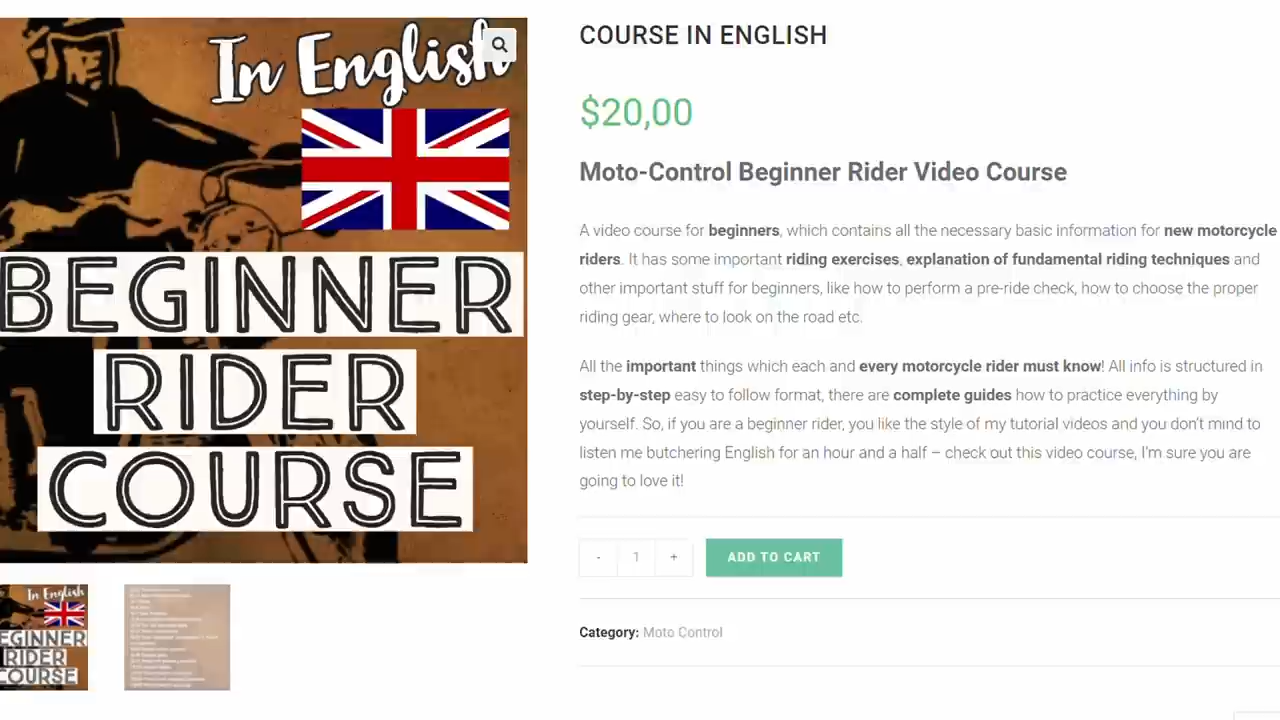 In English
BEGINNER
RIDER
COURSE
COURSE IN ENGLISH
$20,00
Moto-Control Beginner Rider Video Course
A video course for beginners, which contains all the necessary basic information for new motorcycle
riders. It has some important riding exercises, explanation of fundamental riding techniques and
other important stuff for beginners, like how to perform a pre-ride check, how to choose the proper
riding gear, where to look on the road etc.
All the important things which each and every motorcycle rider must know! All info is structured in
step-by-step easy to follow format, there are complete guides how to practice everything by
yourself. So, if you are a beginner rider, you like the style of my tutorial videos and you don't mind to
listen me butchering English for an hour and a half – check out this video course, I'm sure you are
going to love it!
- 1 +
ADD TO CART
Category: Moto Control
In English
EGINNER
RIDER
COURSE